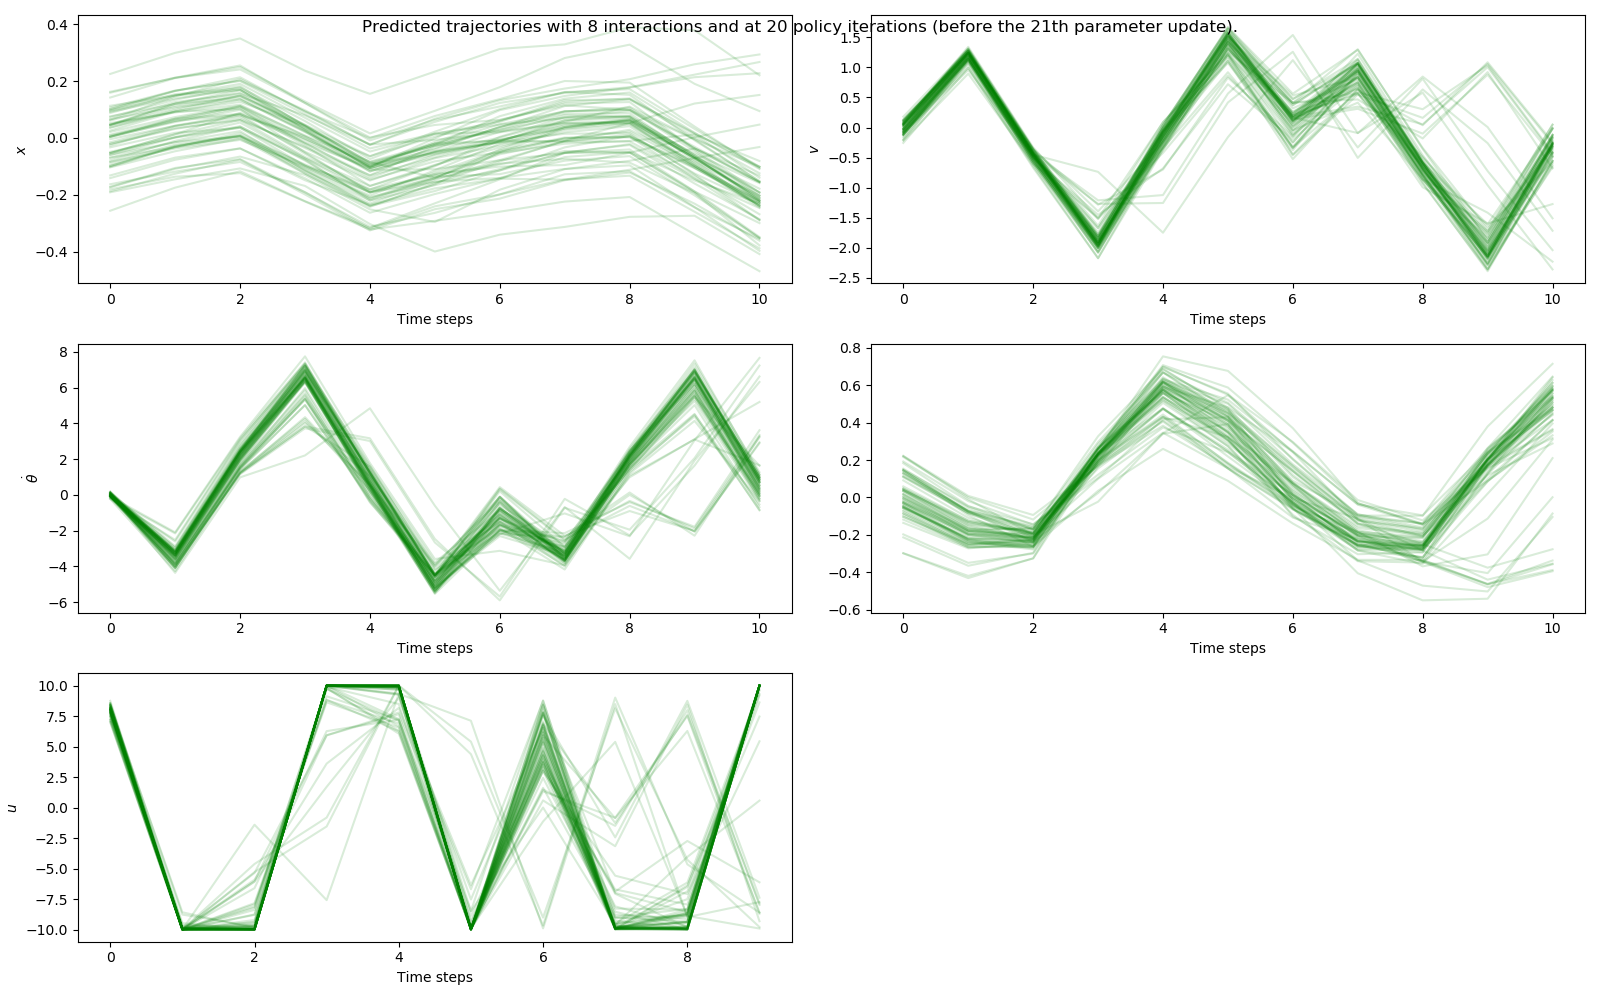 Predicted trajectories with 8 interactions and at 20 policy iterations (before the 21th parameter update).
0.4
0.2
0.0
−0.2
−0.4
x
0 2 4 6 8 10
Time steps
1.5
1.0
0.5
0.0
−0.5
−1.0
−1.5
−2.0
−2.5
v
0 2 4 6 8 10
Time steps
8
6
4
2
0
−2
−4
−6
θ̇
0 2 4 6 8 10
Time steps
0.8
0.6
0.4
0.2
0.0
−0.2
−0.4
−0.6
θ
0 2 4 6 8 10
Time steps
10.0
7.5
5.0
2.5
0.0
−2.5
−5.0
−7.5
−10.0
u
0 2 4 6 8
Time steps